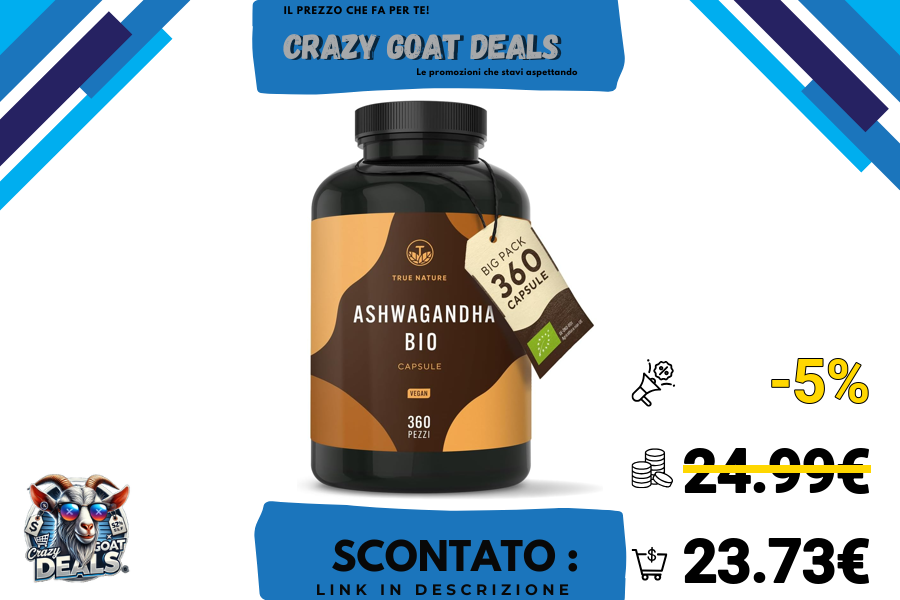 IL PREZZO CHE FA PER TE!
CRAZY GOAT DEALS
Le promozioni che stavi aspettando
TRUE NATURE
ASHWAGANDHA
BIO
CAPSULE
VEGAN
360
PEZZI
BIG PACK
360
CAPSULE
-5%
24.99€
23.73€
SCONTATO :
LINK IN DESCRIZIONE
Crazy
GOAT
DEALS